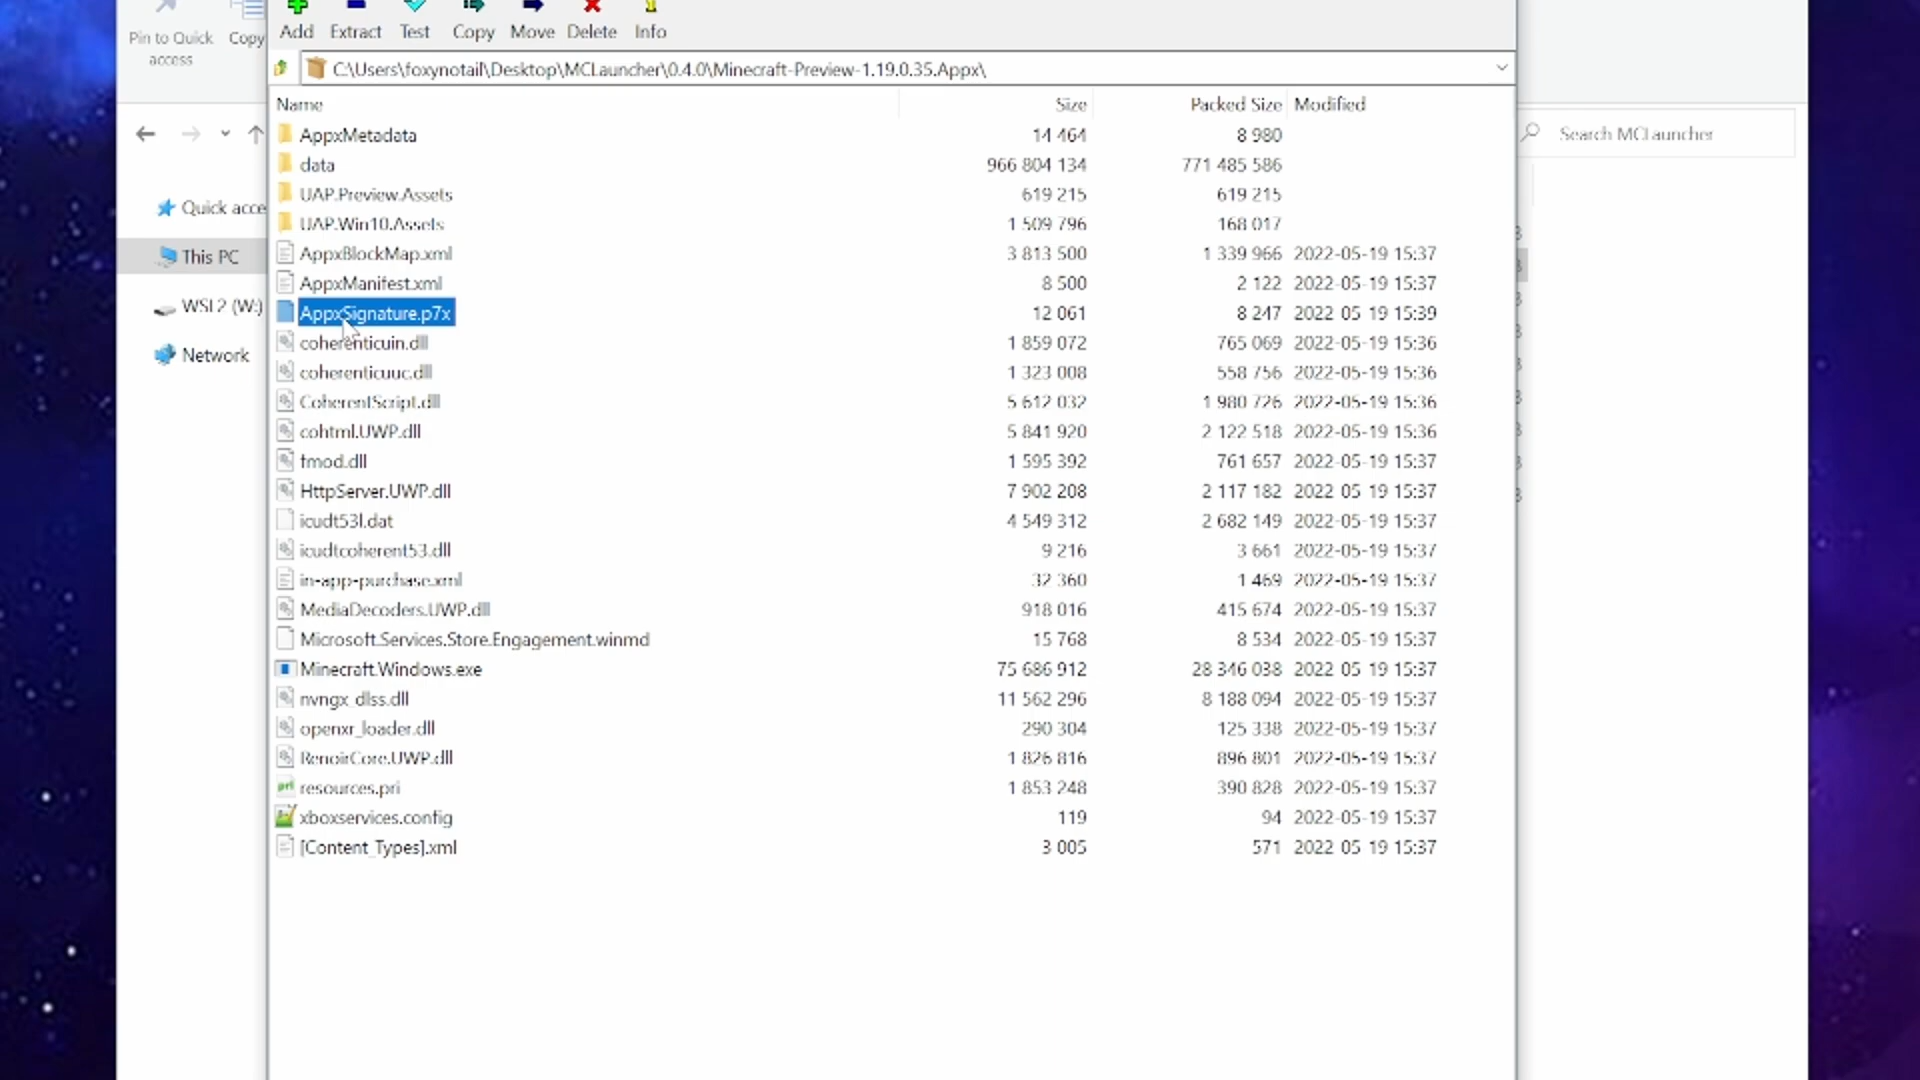 Pin to Quick access
Copy
Add Extract Test Copy Move Delete Info
C:\Users\foxynotail\Desktop\MCLauncher\0.4.0\Minecraft-Preview-1.19.0.35.Appx\
Name Size Packed Size Modified
Search MCLauncher
Quick acce
This PC
WSL2 (W:)
Network
AppxMetadata 14 464 8 980
data 966 804 134 771 485 586
UAP.Preview.Assets 619 215 619 215
UAP.Win10.Assets 1 509 796 168 017
AppxBlockMap.xml 3 813 500 1 339 966 2022-05-19 15:37
AppxManifest.xml 8 500 2 122 2022-05-19 15:37
AppxSignature.p7x 12 061 8 247 2022-05-19 15:39
coherenticuin.dll 1 859 072 765 069 2022-05-19 15:36
coherenticuuc.dll 1 323 008 558 756 2022-05-19 15:36
CoherentScript.dll 5 612 032 1 980 726 2022-05-19 15:36
cohtml.UWP.dll 5 841 920 2 122 518 2022-05-19 15:36
fmod.dll 1 595 392 761 657 2022-05-19 15:37
HttpServer.UWP.dll 7 902 208 2 117 182 2022-05-19 15:37
icudt53l.dat 4 549 312 2 682 149 2022-05-19 15:37
icudtcoherent53.dll 9 216 3 661 2022-05-19 15:37
in-app-purchase.xml 32 360 1 469 2022-05-19 15:37
MediaDecoders.UWP.dll 918 016 415 674 2022-05-19 15:37
Microsoft.Services.Store.Engagement.winmd 15 768 8 534 2022-05-19 15:37
Minecraft.Windows.exe 75 686 912 28 346 038 2022-05-19 15:37
nvngx_dlss.dll 11 562 296 8 188 094 2022-05-19 15:37
openxr_loader.dll 290 304 125 338 2022-05-19 15:37
RenoirCore.UWP.dll 1 826 816 896 801 2022-05-19 15:37
resources.pri 1 853 248 390 828 2022-05-19 15:37
xboxservices.config 119 94 2022-05-19 15:37
[Content_Types].xml 3 005 571 2022-05-19 15:37